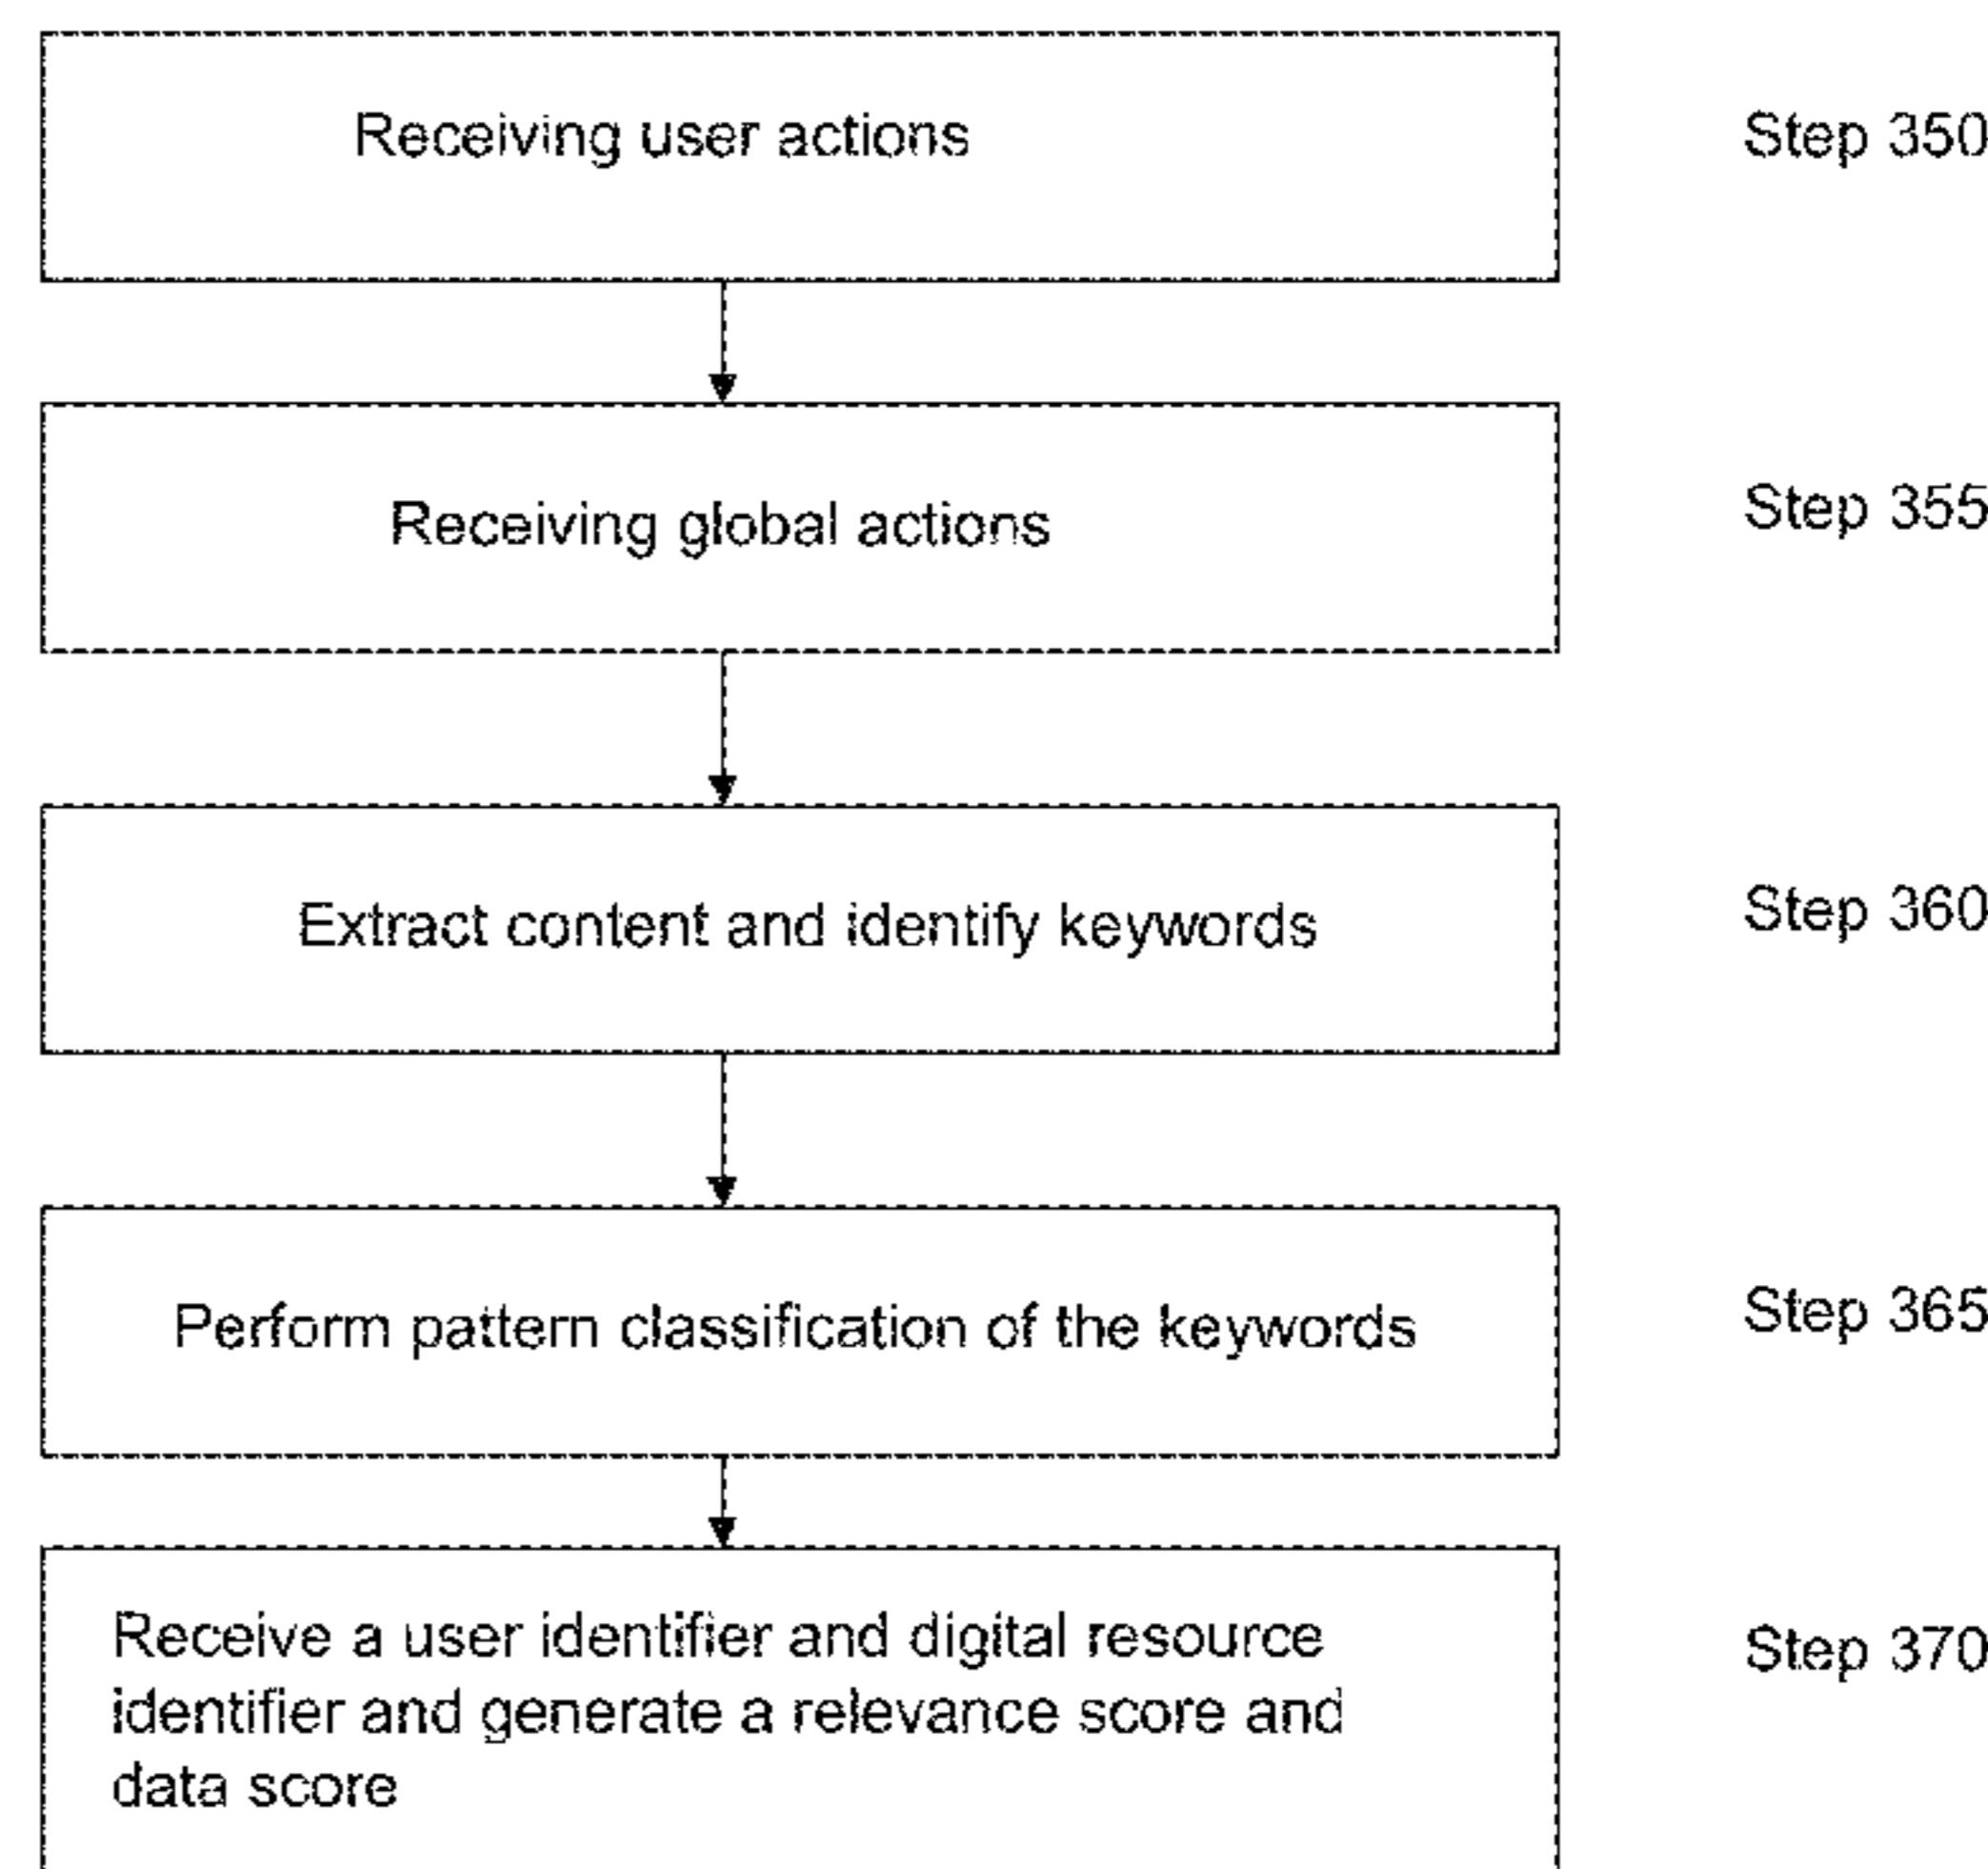 Receiving user actions
Step 350
Receiving global actions
Step 355
Extract content and identify keywords
Step 360
Perform pattern classification of the keywords
Step 365
Receive a user identifier and digital resource
identifier and generate a relevance score and
data score
Step 370